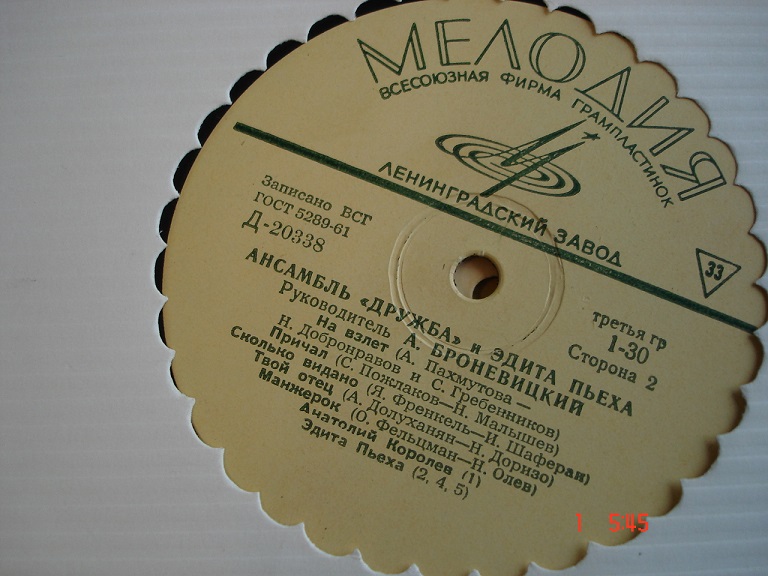 МЕЛОДИЯ
ВСЕСОЮЗНАЯ ФИРМА ГРАМПЛАСТИНОК
ЛЕНИНГРАДСКИЙ ЗАВОД
33
Записано ВСГ
ГОСТ 5289-61
Д-20338
третья гр
1-30
Сторона 2
АНСАМБЛЬ «ДРУЖБА» и ЭДИТА ПЬЕХА
Руководитель А. БРОНЕВИЦКИЙ
На взлет (А. Пахмутова —
Н. Добронравов и С. Гребенников)
Причал (С. Пожлаков—Н. Малышев)
Сколько видано (Я. Френкель—И. Шаферан)
Твой отец (А. Долуханян—Н. Доризо)
Манжерок (О. Фельцман—Н. Олев)
Анатолий Королев (1)
Эдита Пьеха (2, 4, 5)
1 5:45